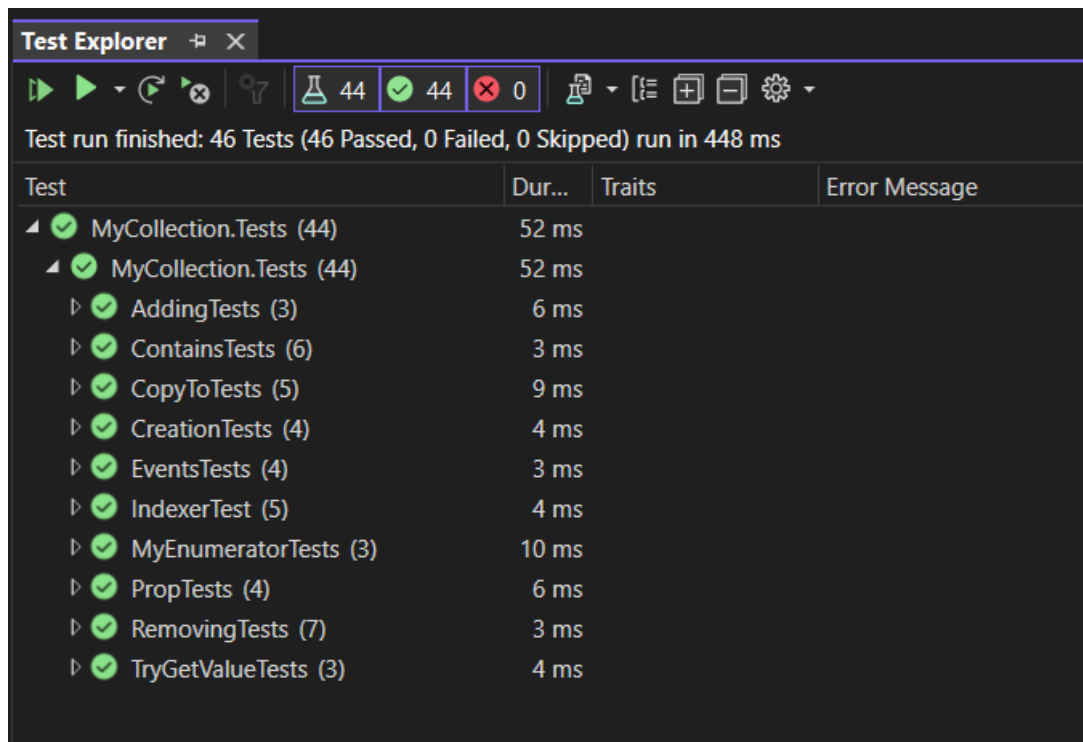 Test Explorer
44 44 0
Test run finished: 46 Tests (46 Passed, 0 Failed, 0 Skipped) run in 448 ms
Test Dur... Traits Error Message
MyCollection.Tests (44) 52 ms
MyCollection.Tests (44) 52 ms
AddingTests (3) 6 ms
ContainsTests (6) 3 ms
CopyToTests (5) 9 ms
CreationTests (4) 4 ms
EventsTests (4) 3 ms
IndexerTest (5) 4 ms
MyEnumeratorTests (3) 10 ms
PropTests (4) 6 ms
RemovingTests (7) 3 ms
TryGetValueTests (3) 4 ms